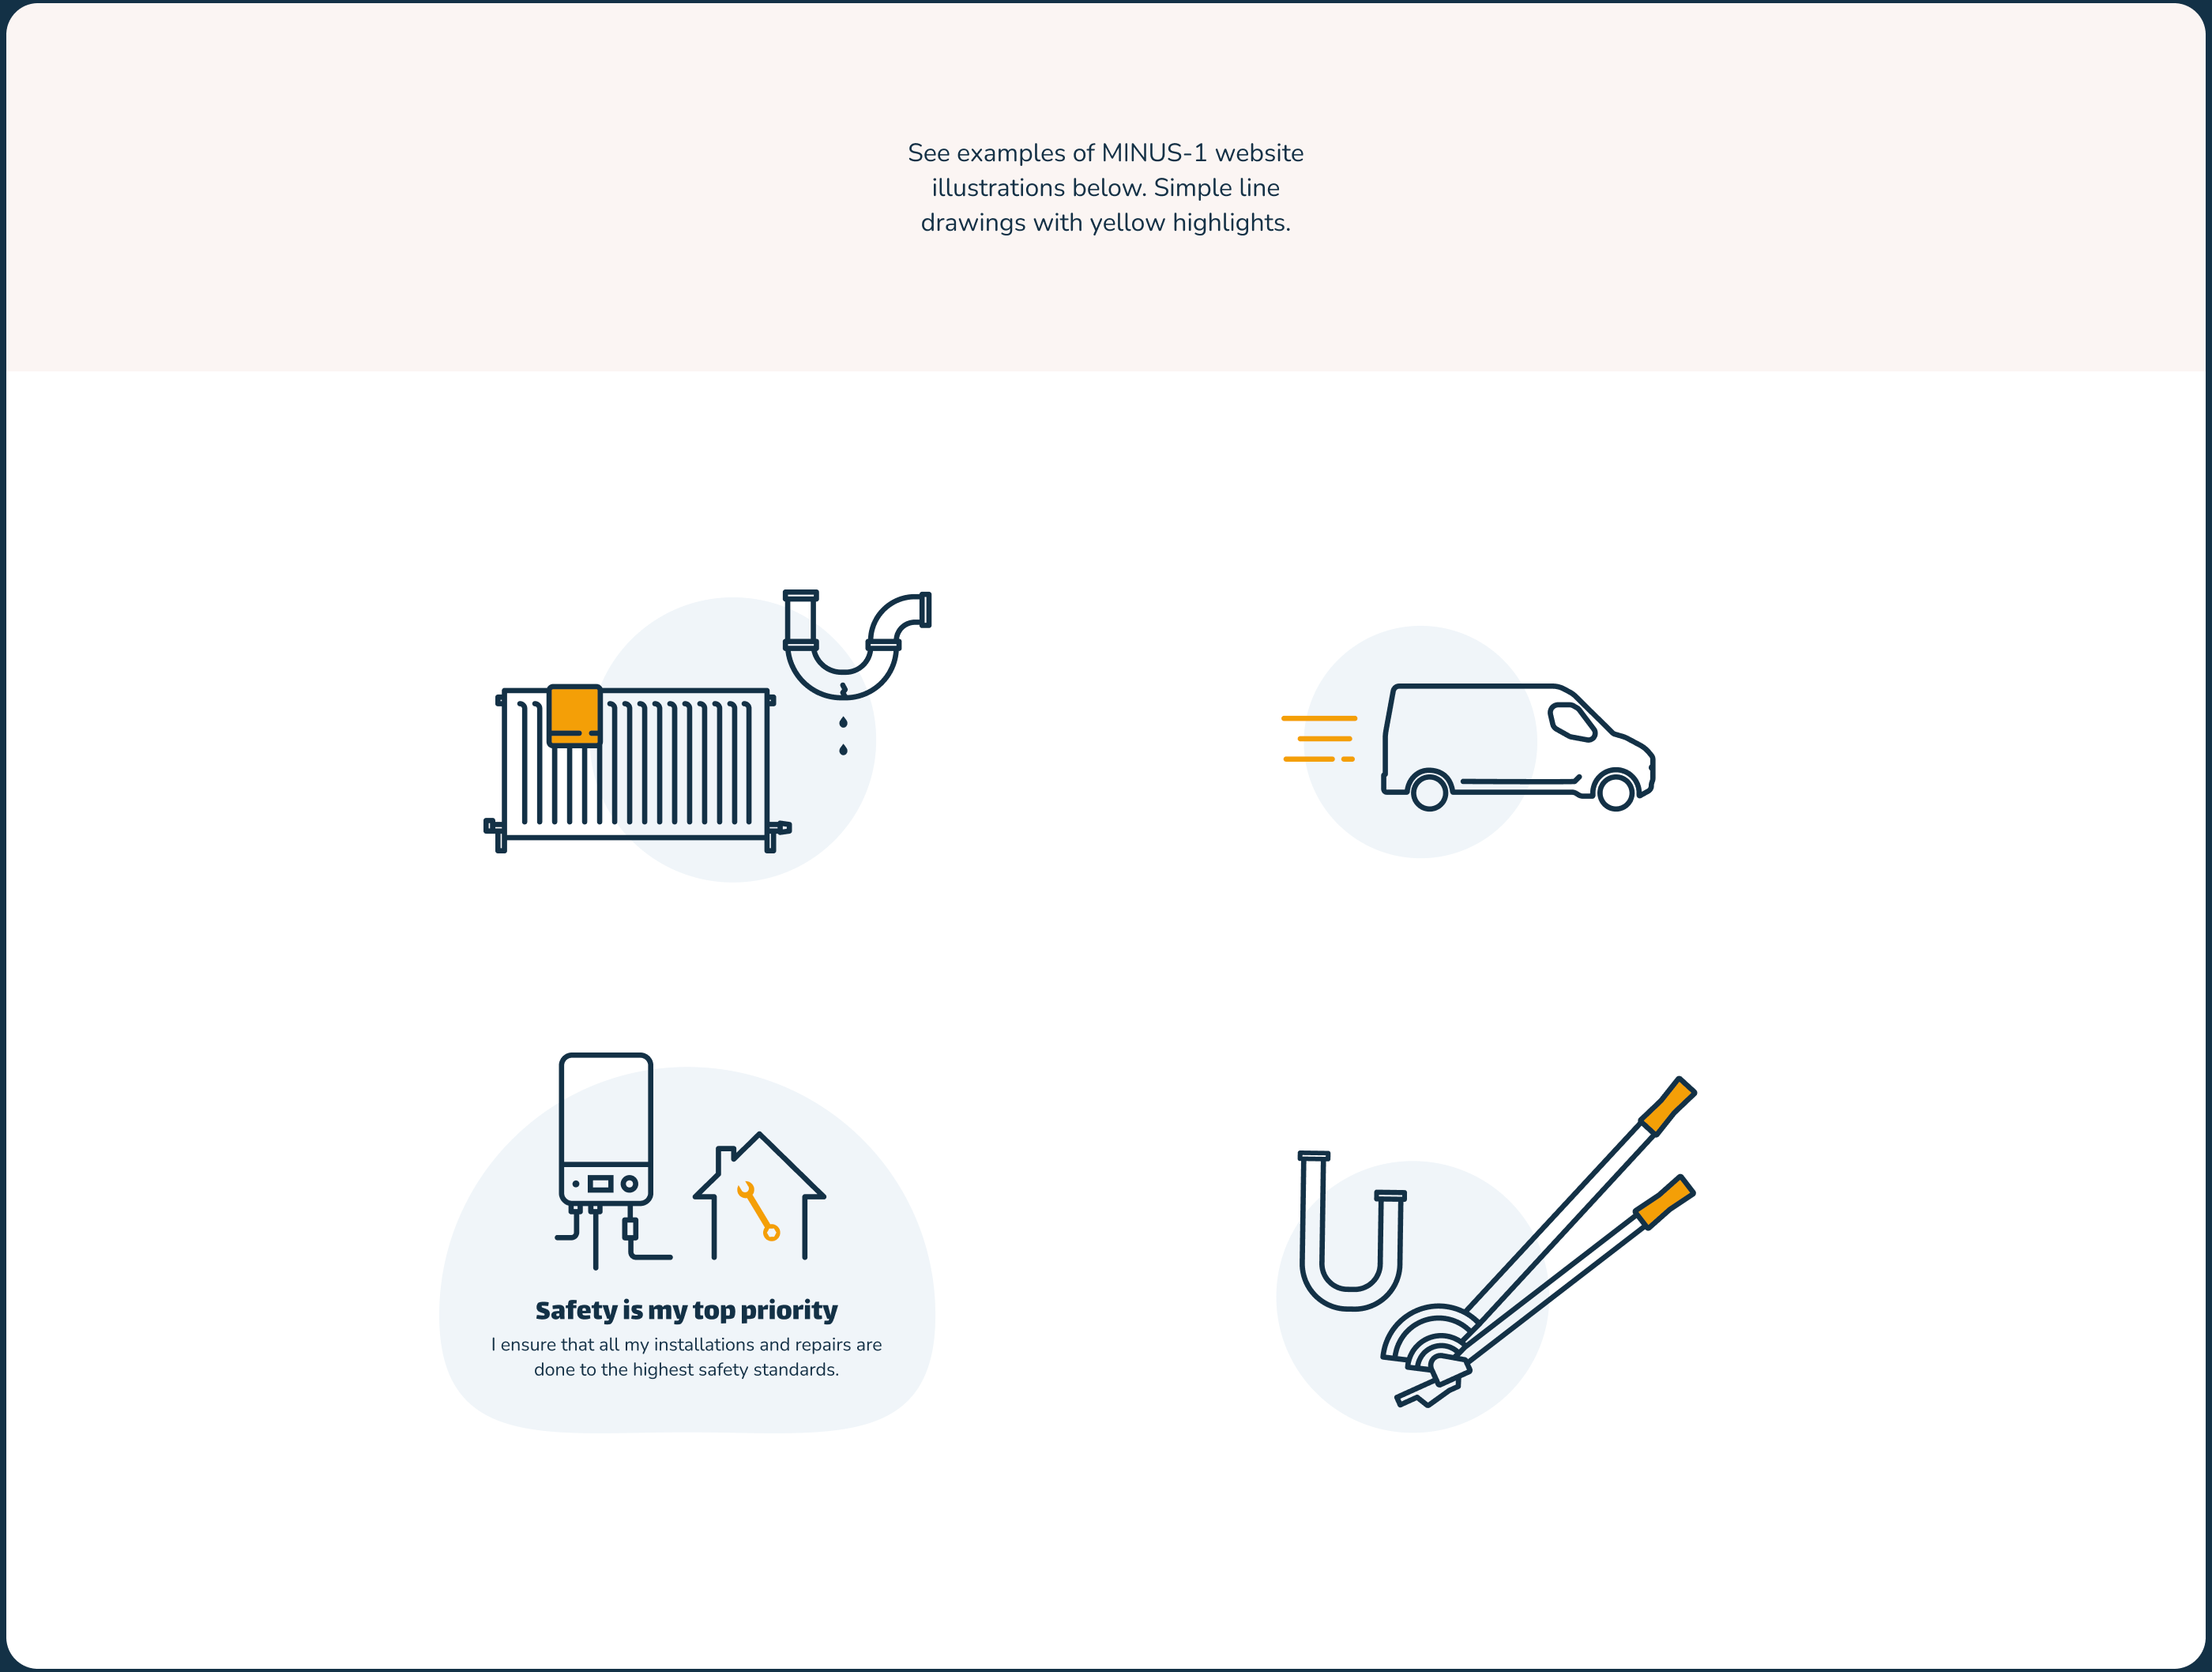 See examples of MINUS-1 website
illustrations below. Simple line
drawings with yellow highlights.
Safety is my top priority
I ensure that all my installations and repairs are
done to the highest safety standards.